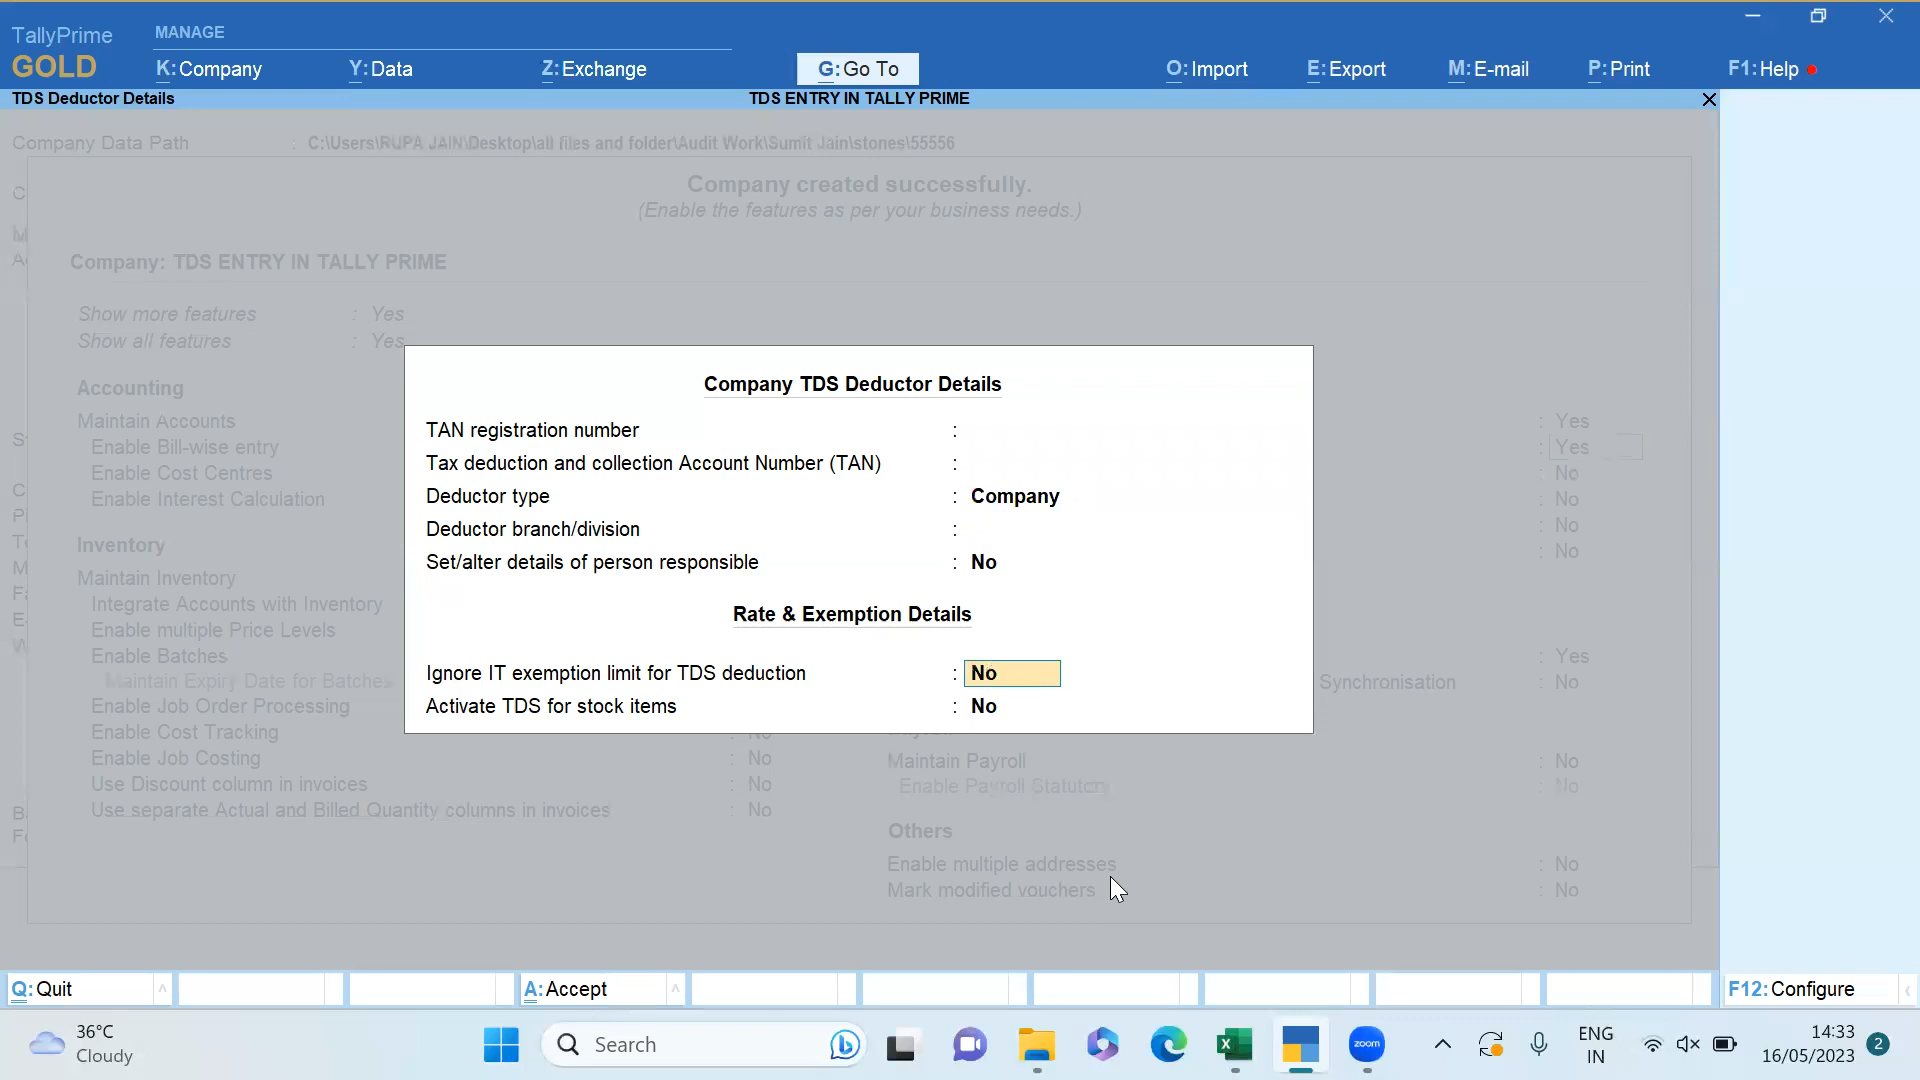 TallyPrime
GOLD
MANAGE
K:Company
Y:Data
Z:Exchange
G:Go To
O:Import
E:Export
M:E-mail
P:Print
F1:Help
TDS Deductor Details
TDS ENTRY IN TALLY PRIME
Company Data Path : C:\Users\RUPA JAIN\Desktop\all files and folder\Audit Work\Sumit Jain\stones\55556
Company created successfully.
(Enable the features as per your business needs.)
Company: TDS ENTRY IN TALLY PRIME
Show more features : Yes
Show all features : Yes
Accounting
Maintain Accounts
Enable Bill-wise entry
Enable Cost Centres
Enable Interest Calculation
Inventory
Maintain Inventory
Integrate Accounts with Inventory
Enable multiple Price Levels
Enable Batches
Maintain Expiry Date for Batches
Enable Job Order Processing
Enable Cost Tracking : No
Enable Job Costing : No
Use Discount column in invoices : No
Use separate Actual and Billed Quantity columns in invoices : No
Company TDS Deductor Details
TAN registration number :
Tax deduction and collection Account Number (TAN) :
Deductor type : Company
Deductor branch/division :
Set/alter details of person responsible : No
Rate & Exemption Details
Ignore IT exemption limit for TDS deduction : No
Activate TDS for stock items : No
: Yes
: Yes
: No
: No
: No
: No
: Yes
Synchronisation : No
Maintain Payroll : No
Enable Payroll Statutory : No
Others
Enable multiple addresses : No
Mark modified vouchers : No
Q:Quit
A:Accept
F12:Configure
36°C
Cloudy
Search
zoom
ENG
IN
14:33
16/05/2023
2